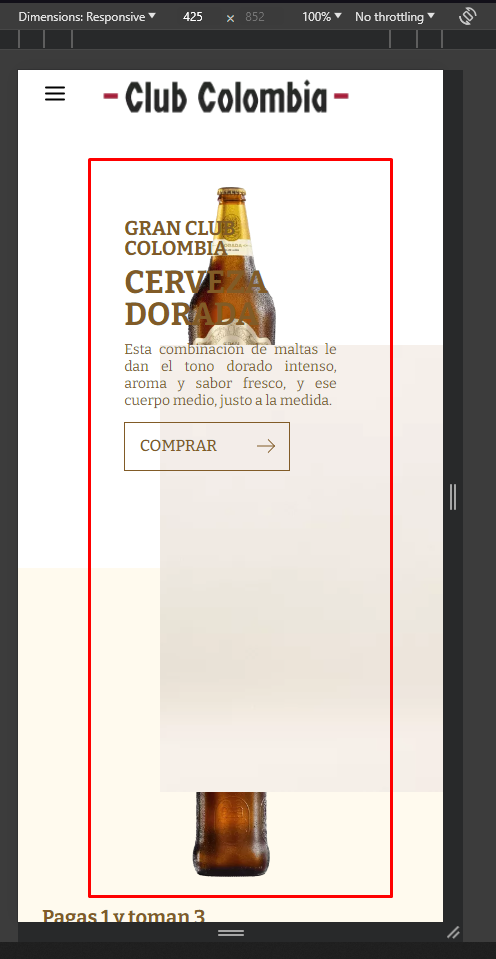 Dimensions: Responsive 425 × 852 100% No throttling
Club Colombia
GRAN CLUB
COLOMBIA
CERVEZA
DORADA
Esta combinación de maltas le
dan el tono dorado intenso,
aroma y sabor fresco, y ese
cuerpo medio, justo a la medida.
COMPRAR
Pagas 1 y toman 3